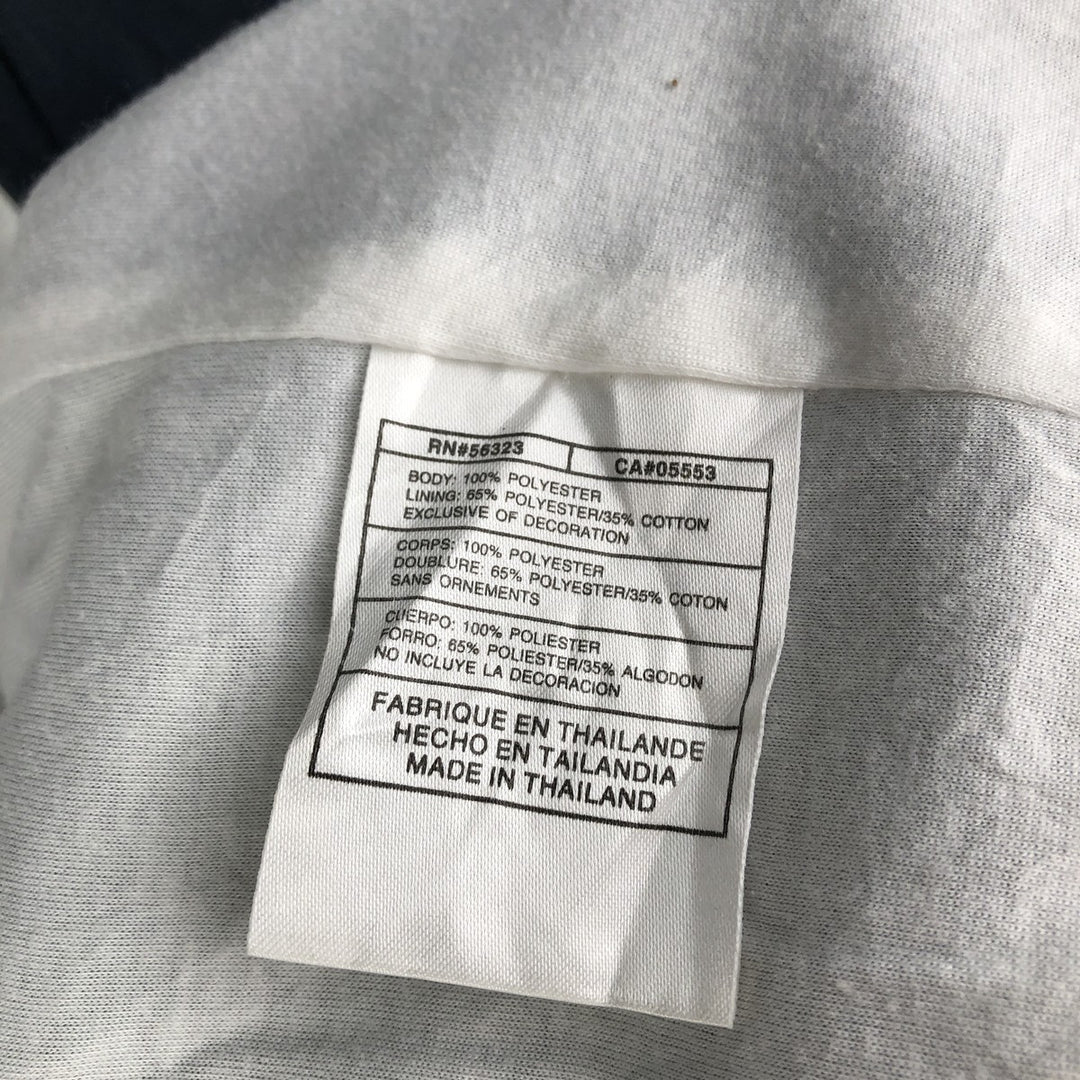 RN#56323 CA#05553
BODY: 100% POLYESTER
LINING: 65% POLYESTER/35% COTTON
EXCLUSIVE OF DECORATION
CORPS: 100% POLYESTER
DOUBLURE: 65% POLYESTER/35% COTON
SANS ORNEMENTS
CUERPO: 100% POLIESTER
FORRO: 65% POLIESTER/35% ALGODON
NO INCLUYE LA DECORACION
FABRIQUE EN THAILANDE
HECHO EN TAILANDIA
MADE IN THAILAND